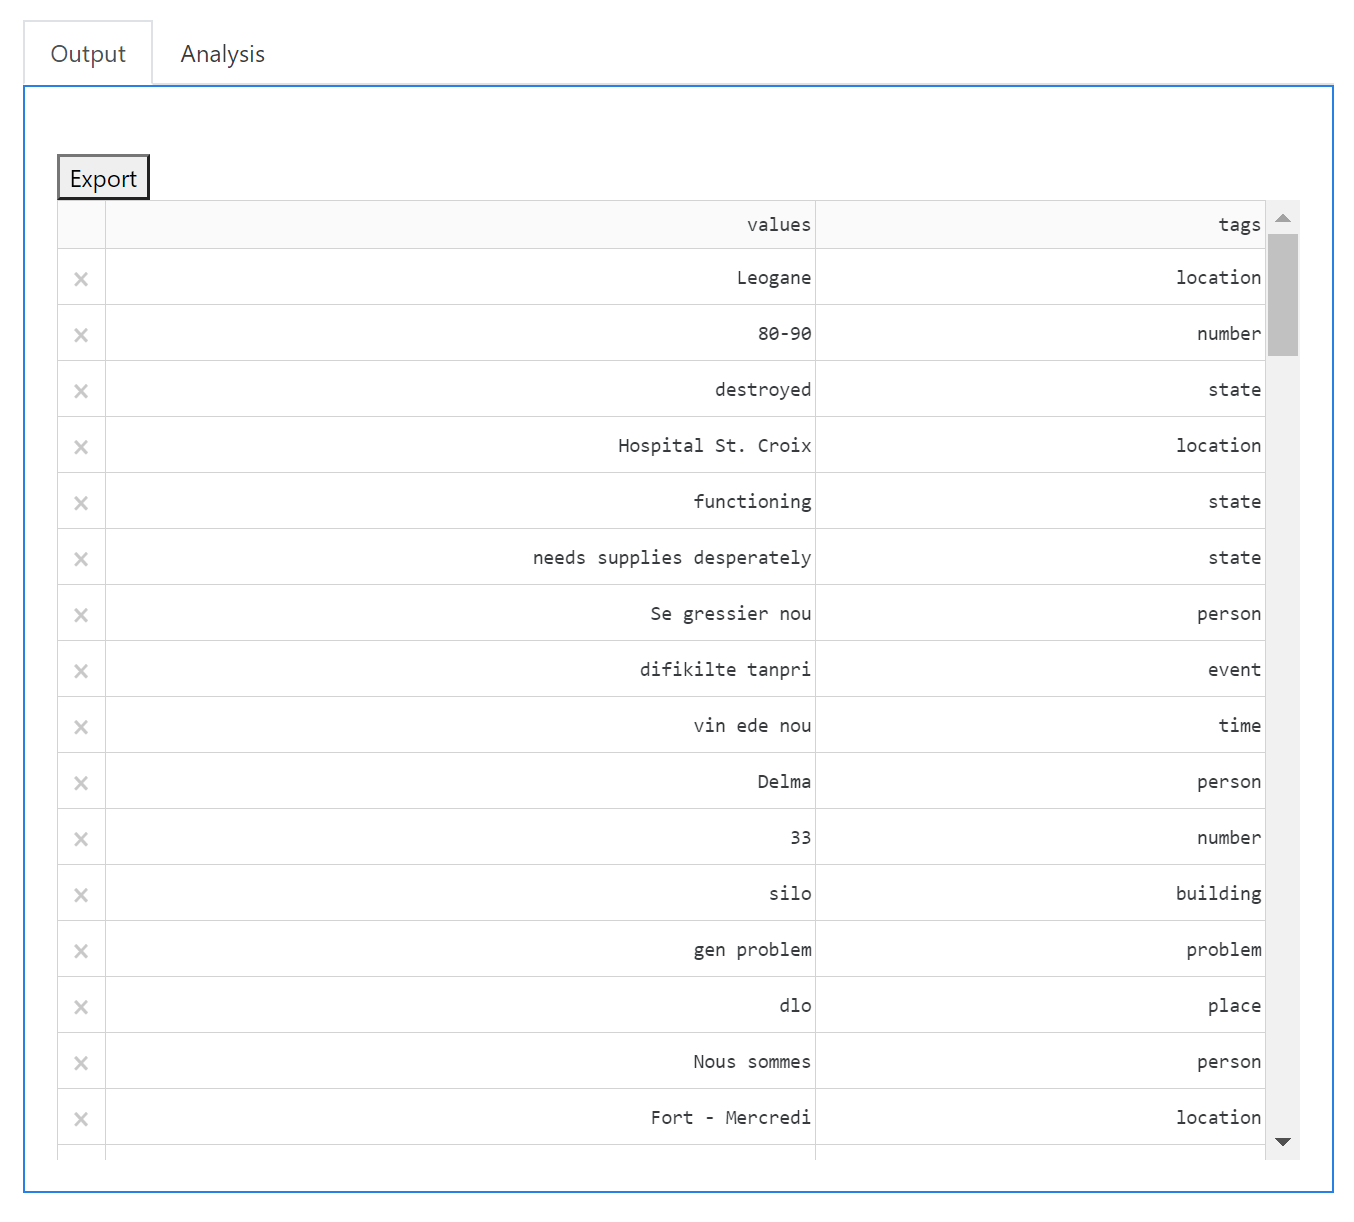 Output Analysis
Export
values tags
× Leogane location
× 80-90 number
× destroyed state
× Hospital St. Croix location
× functioning state
× needs supplies desperately state
× Se gressier nou person
× difikilte tanpri event
× vin ede nou time
× Delma person
× 33 number
× silo building
× gen problem problem
× dlo place
× Nous sommes person
× Fort - Mercredi location